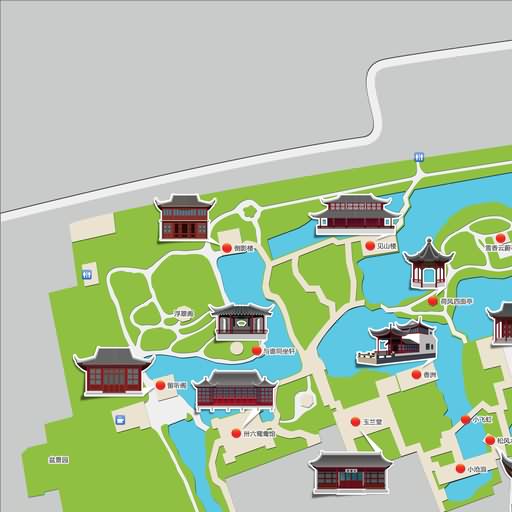 倒影楼
见山楼
雪香云蔚
荷风四面亭
浮翠阁
与谁同坐轩
香洲
留听阁
玉兰堂
小飞虹
卅六鸳鸯馆
松风水
盆景园
小沧浪